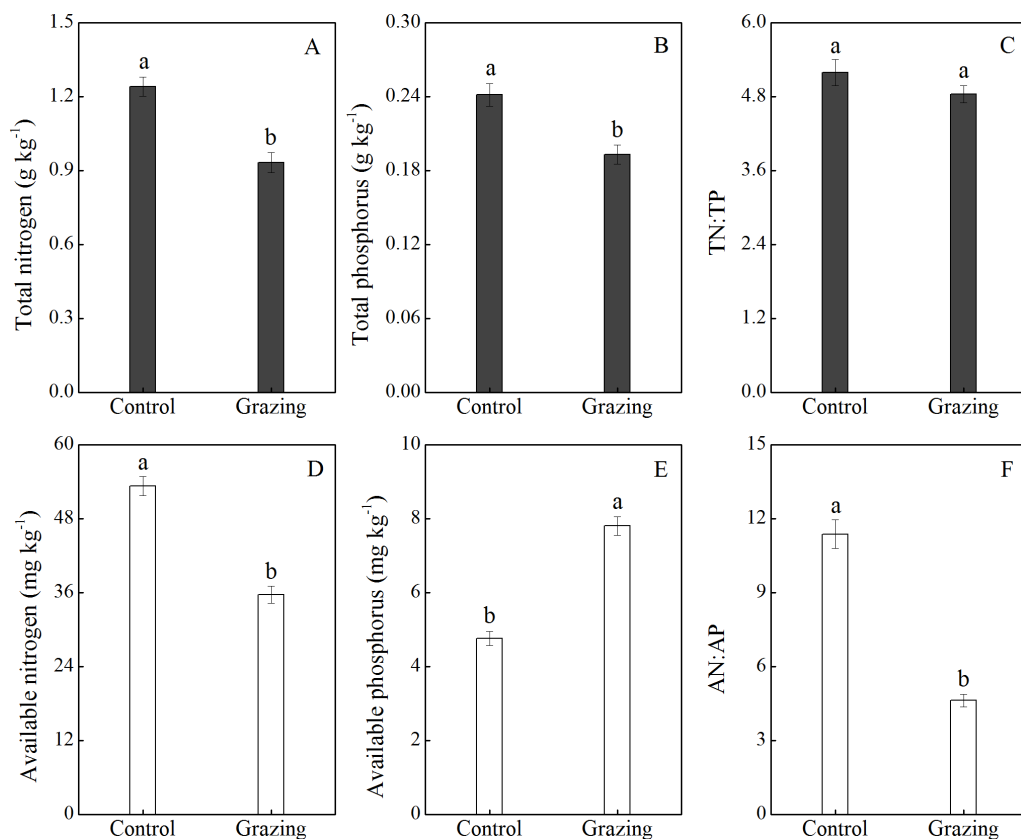 Total nitrogen (g kg⁻¹)
1.5
1.2
0.9
0.6
0.3
0.0
A
a
b
Control Grazing
Total phosphorus (g kg⁻¹)
0.30
0.24
0.18
0.12
0.06
0.00
B
a
b
Control Grazing
TN:TP
6.0
4.8
3.6
2.4
1.2
0.0
C
a
a
Control Grazing
Available nitrogen (mg kg⁻¹)
60
48
36
24
12
0
D
a
b
Control Grazing
Available phosphorus (mg kg⁻¹)
10
8
6
4
2
0
E
b
a
Control Grazing
AN:AP
15
12
9
6
3
0
F
a
b
Control Grazing